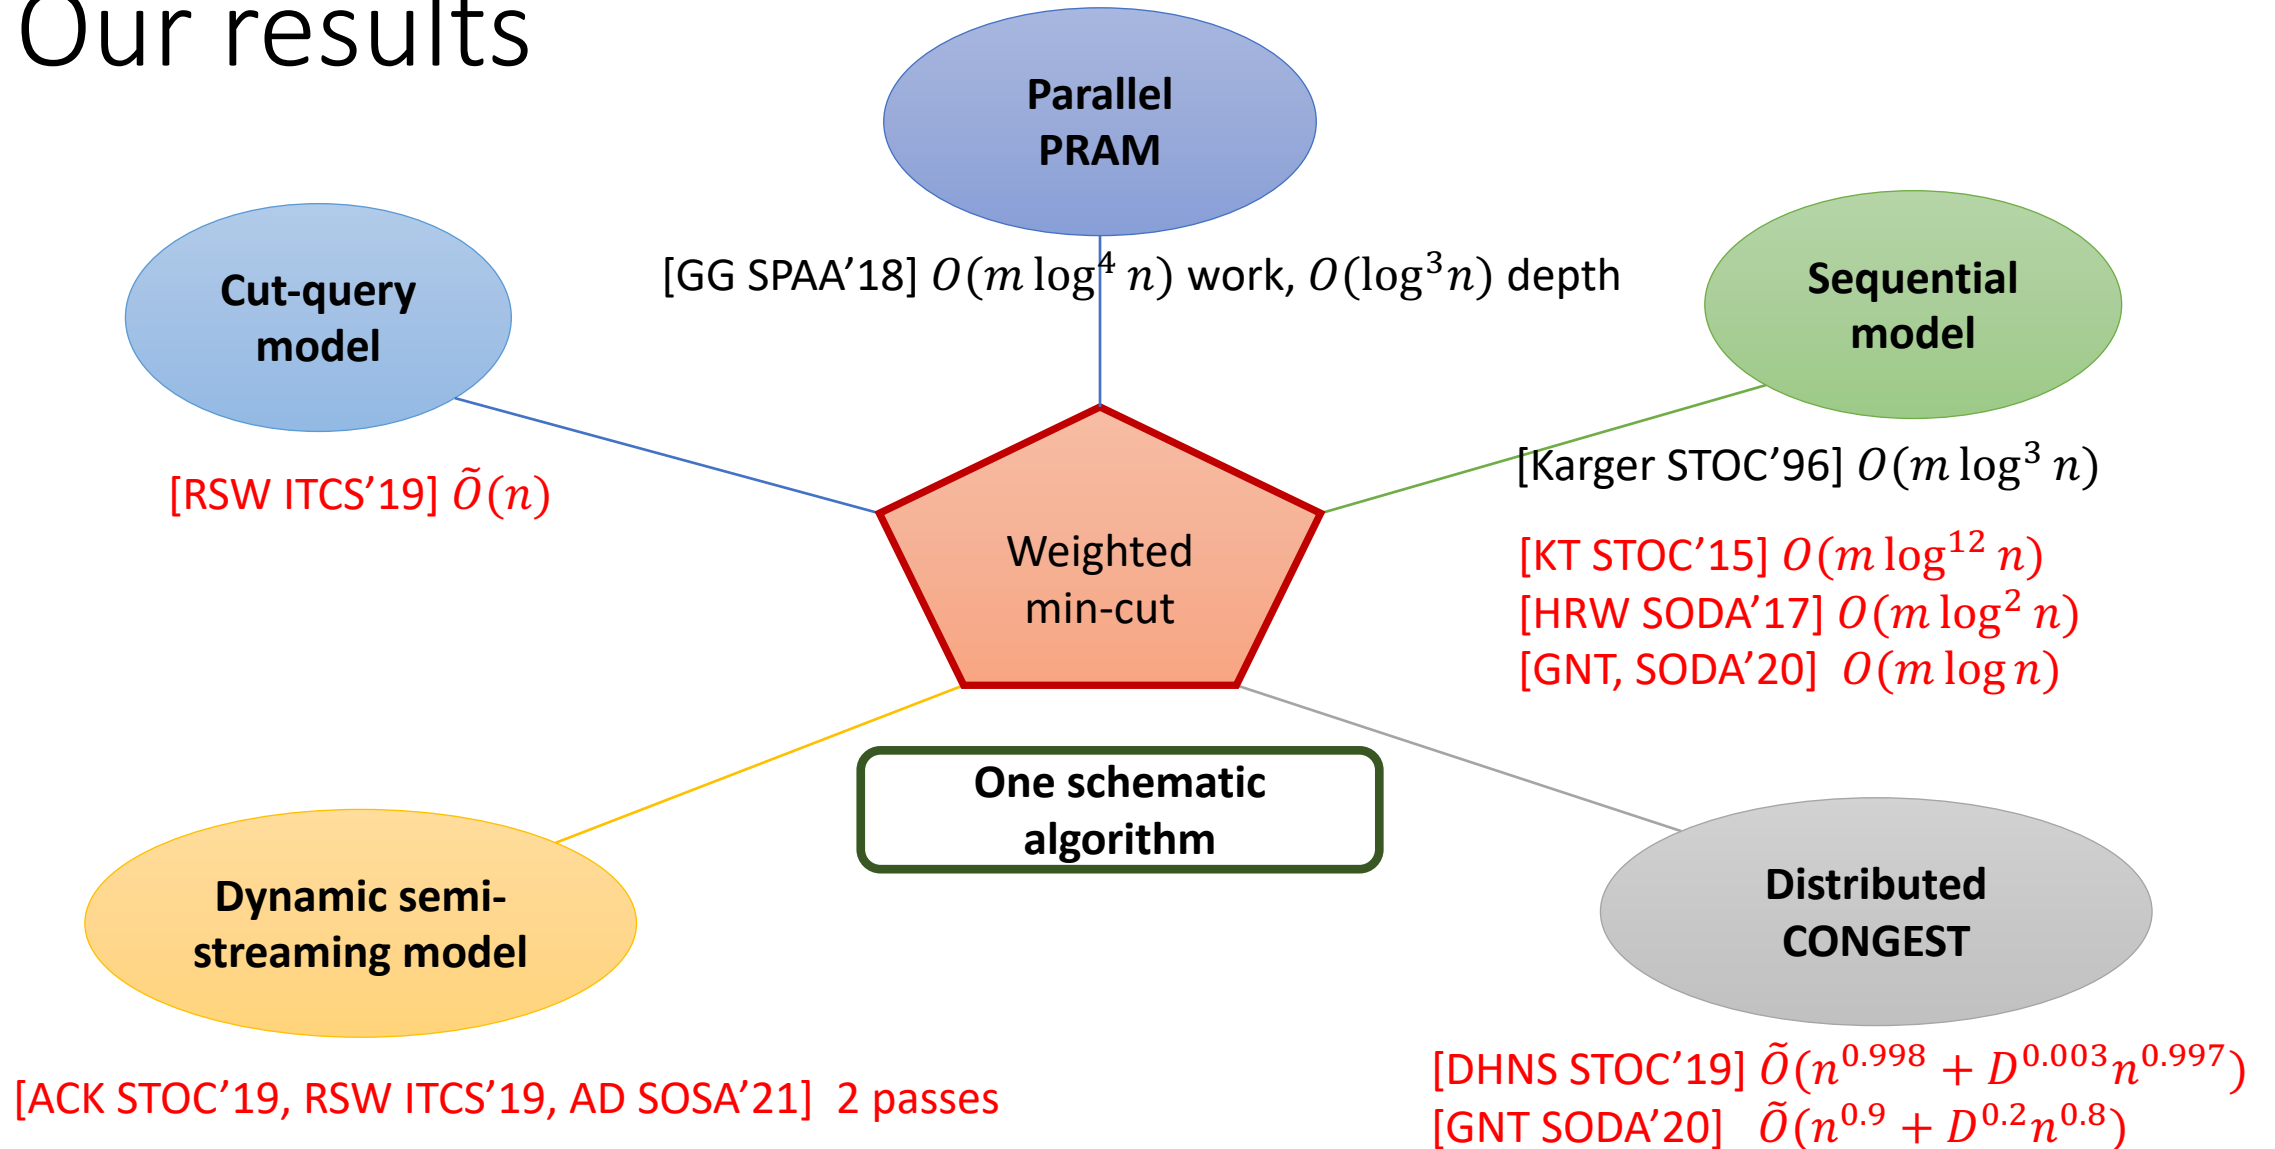 Our results
Parallel
PRAM
Cut-query
model
[GG SPAA’18] O(m log⁴ n) work, O(log³n) depth
Sequential
model
[RSW ITCS’19] Õ(n)
[Karger STOC’96] O(m log³ n)
Weighted
min-cut
[KT STOC’15] O(m log¹² n)
[HRW SODA’17] O(m log² n)
[GNT, SODA’20] O(m log n)
One schematic
algorithm
Dynamic semi-
streaming model
Distributed
CONGEST
[ACK STOC’19, RSW ITCS’19, AD SOSA’21] 2 passes
[DHNS STOC’19] Õ(n^0.998 + D^0.003 n^0.997)
[GNT SODA’20] Õ(n^0.9 + D^0.2 n^0.8)